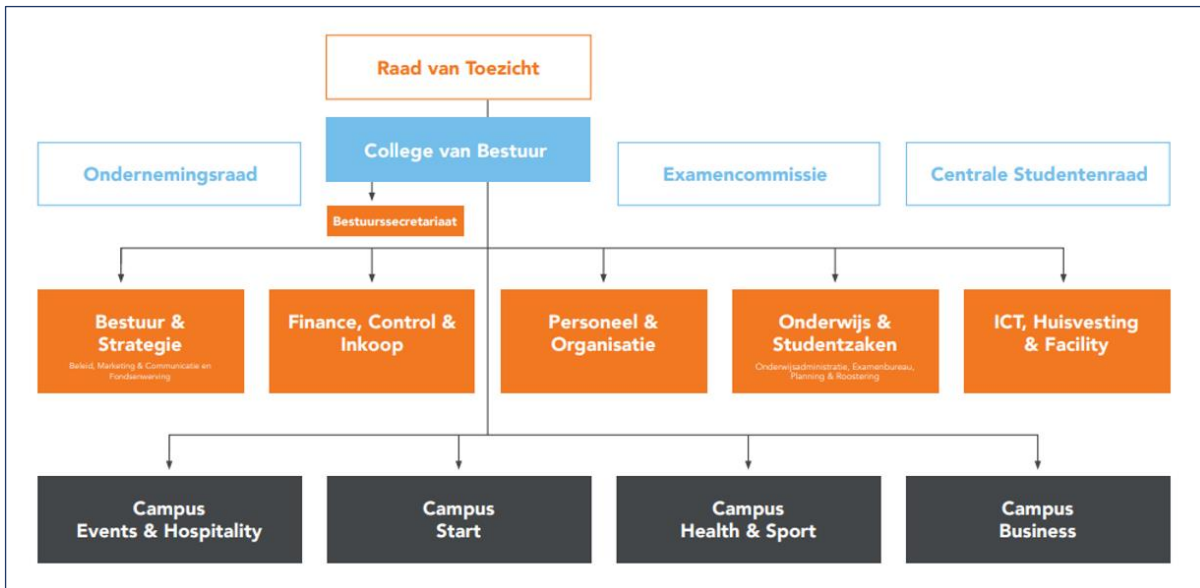 Raad van Toezicht
College van Bestuur
Ondernemingsraad
Examencommissie
Centrale Studentenraad
Bestuurssecretariaat
Bestuur &
Strategie
Beleid, Marketing & Communicatie en
Fondsenwerving
Finance, Control &
Inkoop
Personeel &
Organisatie
Onderwijs &
Studentzaken
Onderwijsadministratie, Examenbureau,
Planning & Roostering
ICT, Huisvesting
& Facility
Campus
Events & Hospitality
Campus
Start
Campus
Health & Sport
Campus
Business